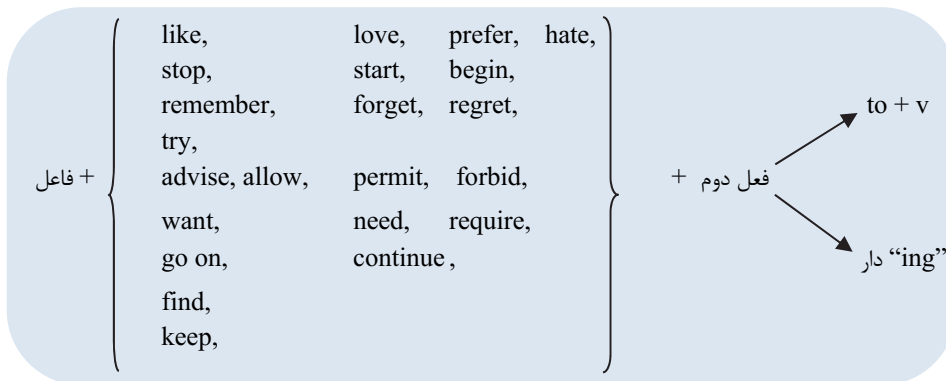 like, love, prefer, hate,
stop, start, begin,
remember, forget, regret,
try,
advise, allow, permit, forbid,
want, need, require,
go on, continue ,
find,
keep,
فاعل +
+ فعل دوم
to + v
“ing” دار